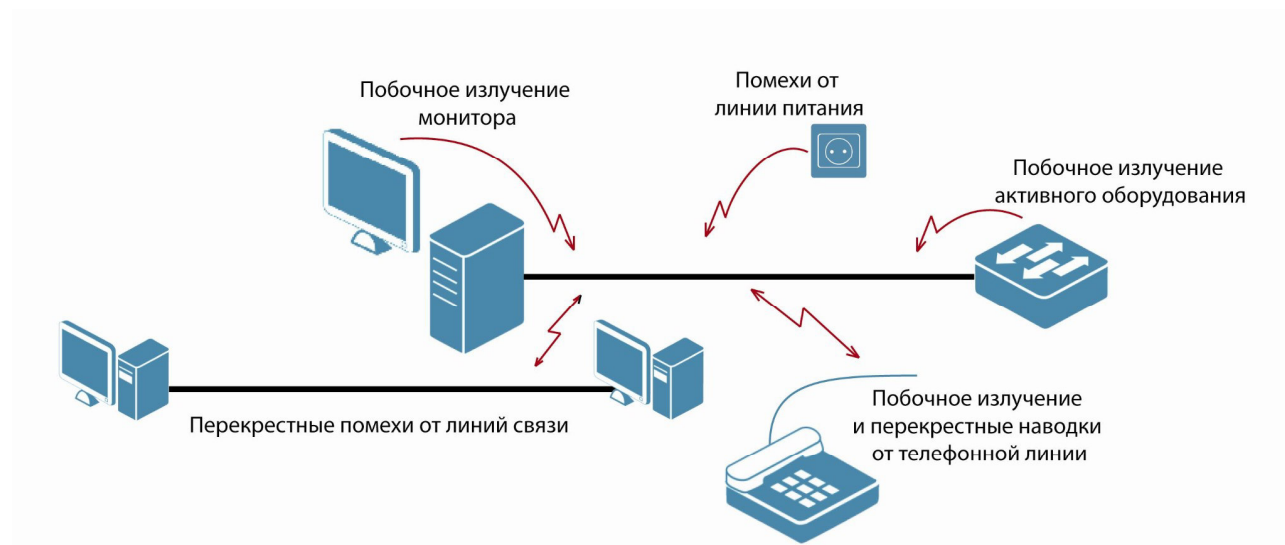 Побочное излучение
монитора
Помехи от
линии питания
Побочное излучение
активного оборудования
Перекрестные помехи от линий связи
Побочное излучение
и перекрестные наводки
от телефонной линии